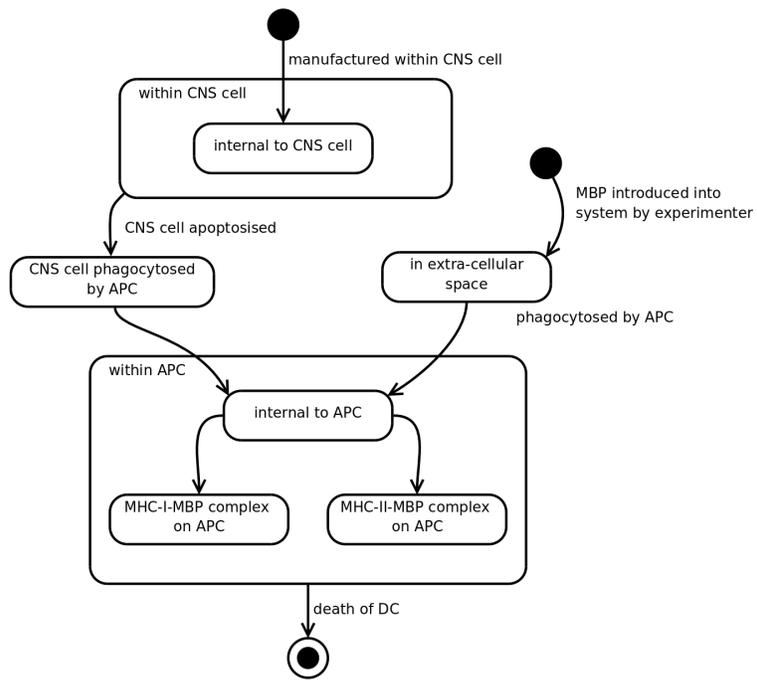 manufactured within CNS cell
within CNS cell
internal to CNS cell
MBP introduced into
system by experimenter
CNS cell apoptosised
CNS cell phagocytosed
by APC
in extra-cellular
space
phagocytosed by APC
within APC
internal to APC
MHC-I-MBP complex
on APC
MHC-II-MBP complex
on APC
death of DC